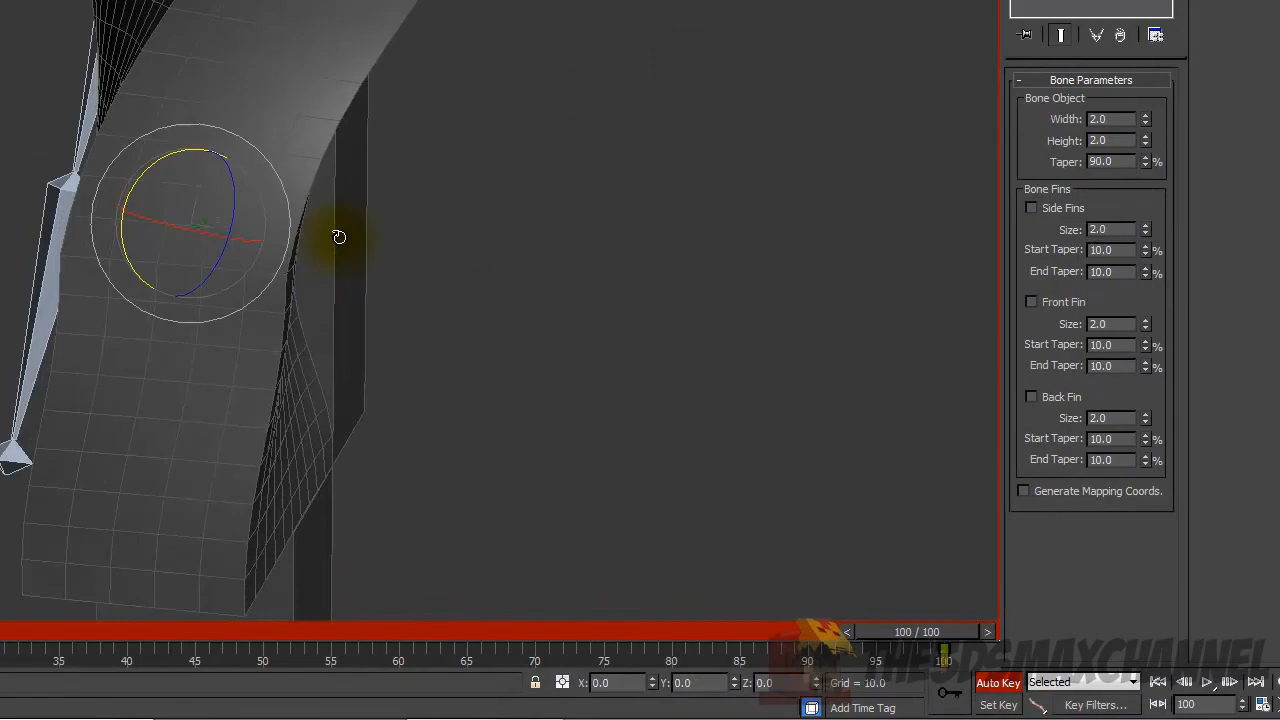 - Bone Parameters
Bone Object
Width: 2.0
Height: 2.0
Taper: 90.0 %
Bone Fins
Side Fins
Size: 2.0
Start Taper: 10.0 %
End Taper: 10.0 %
Front Fin
Size: 2.0
Start Taper: 10.0 %
End Taper: 10.0 %
Back Fin
Size: 2.0
Start Taper: 10.0 %
End Taper: 10.0 %
Generate Mapping Coords.
< 100 / 100 >
35 40 45 50 55 60 65 70 75 80 85 90 95 100
THE3DSMAXCHANNEL
X: 0.0 Y: 0.0 Z: 0.0 Grid = 10.0 Auto Key Selected
Add Time Tag Set Key Key Filters... 100